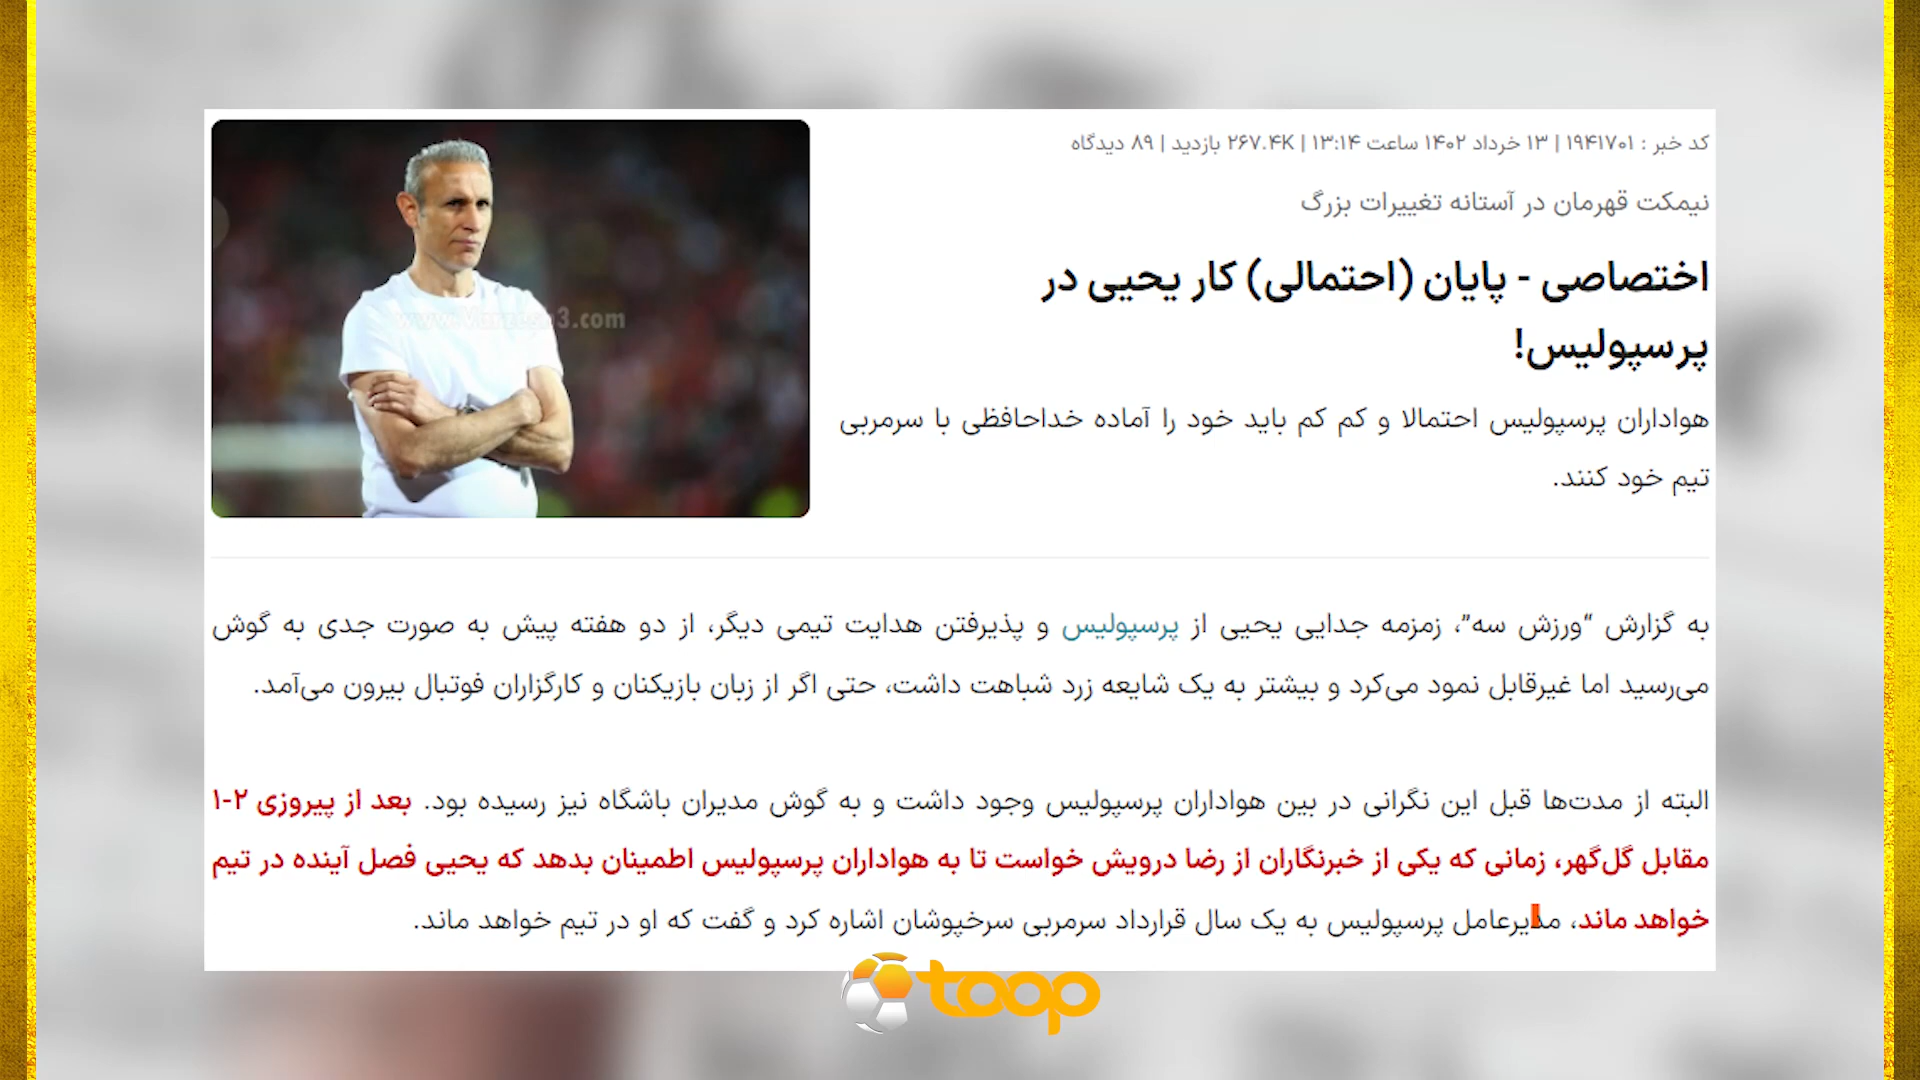 کد خبر : ۱۹۴۱۷۰۱ | ۱۳ خرداد ۱۴۰۲ ساعت ۱۳:۱۴ | ۲۶۷.۴K بازدید | ۸۹ دیدگاه
نیمکت قهرمان در آستانه تغییرات بزرگ
اختصاصی - پایان (احتمالی) کار یحیی در
پرسپولیس!
هواداران پرسپولیس احتمالا و کم کم باید خود را آماده خداحافظی با سرمربی
تیم خود کنند.
www.Varzesh3.com
به گزارش “ورزش سه”، زمزمه جدایی یحیی از پرسپولیس و پذیرفتن هدایت تیمی دیگر، از دو هفته پیش به صورت جدی به گوش
می‌رسید اما غیرقابل نمود می‌کرد و بیشتر به یک شایعه زرد شباهت داشت، حتی اگر از زبان بازیکنان و کارگزاران فوتبال بیرون می‌آمد.
البته از مدت‌ها قبل این نگرانی در بین هواداران پرسپولیس وجود داشت و به گوش مدیران باشگاه نیز رسیده بود. بعد از پیروزی ۲-۱
مقابل گل‌گهر، زمانی که یکی از خبرنگاران از رضا درویش خواست تا به هواداران پرسپولیس اطمینان بدهد که یحیی فصل آینده در تیم
خواهد ماند، مدیرعامل پرسپولیس به یک سال قرارداد سرمربی سرخپوشان اشاره کرد و گفت که او در تیم خواهد ماند.
toop